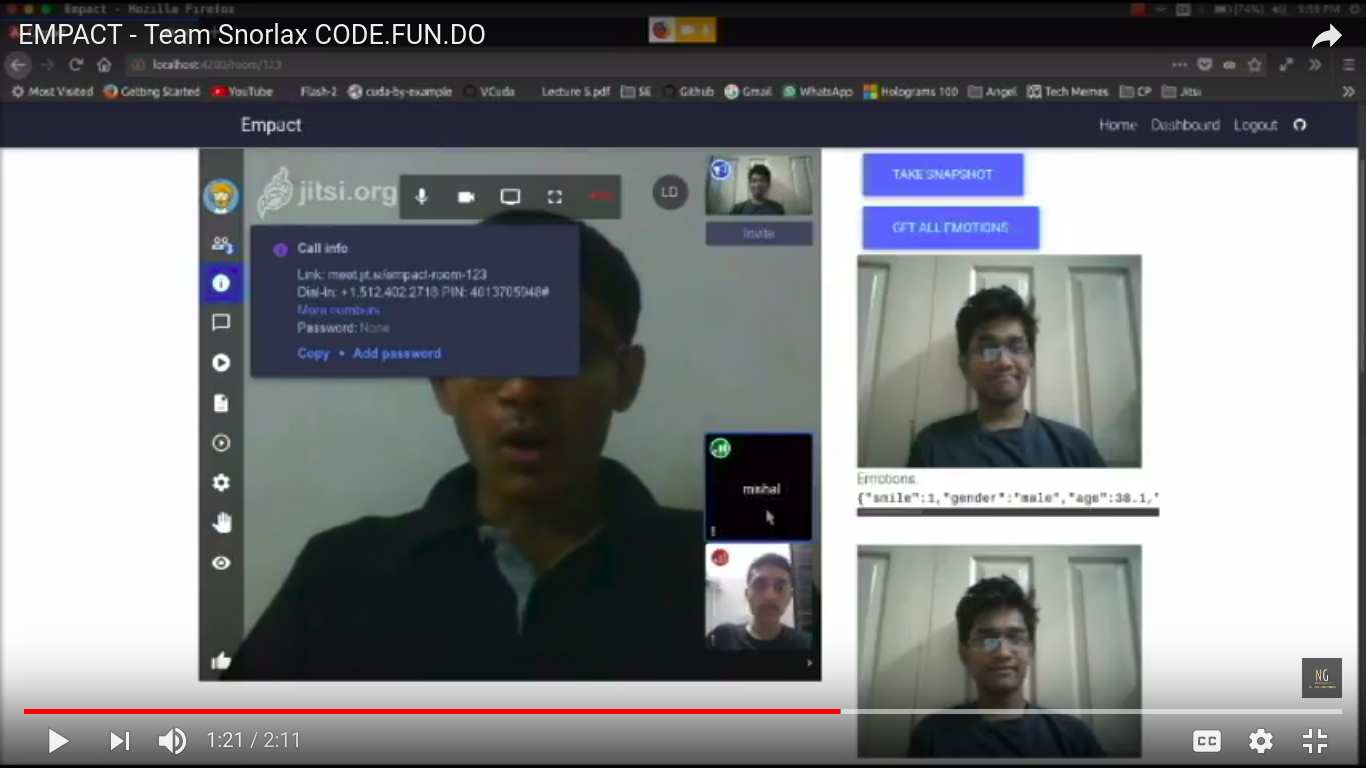 Empact - Mozilla Firefox
(74%)
EMPACT - Team Snorlax CODE.FUN.DO
localhost:4200/room/123
Most Visited Getting Started YouTube Flash-2 cuda-by-example VCuda Lecture 5.pdf SE Github Gmail WhatsApp Holograms 100 Angel Tech Memes CP Jitsi
Empact
Home Dashboard Logout
jitsi.org
LD
Invite
TAKE SNAPSHOT
GET ALL EMOTIONS
Call info
Link: meet.jit.si/empact-room-123
Dial-in: +1.512.402.2718 PIN: 4013705948#
More numbers
Password: None
Copy • Add password
mishal
Emotions:
{"smile":1,"gender":"male","age":38.1,"
NG
1:21 / 2:11
CC